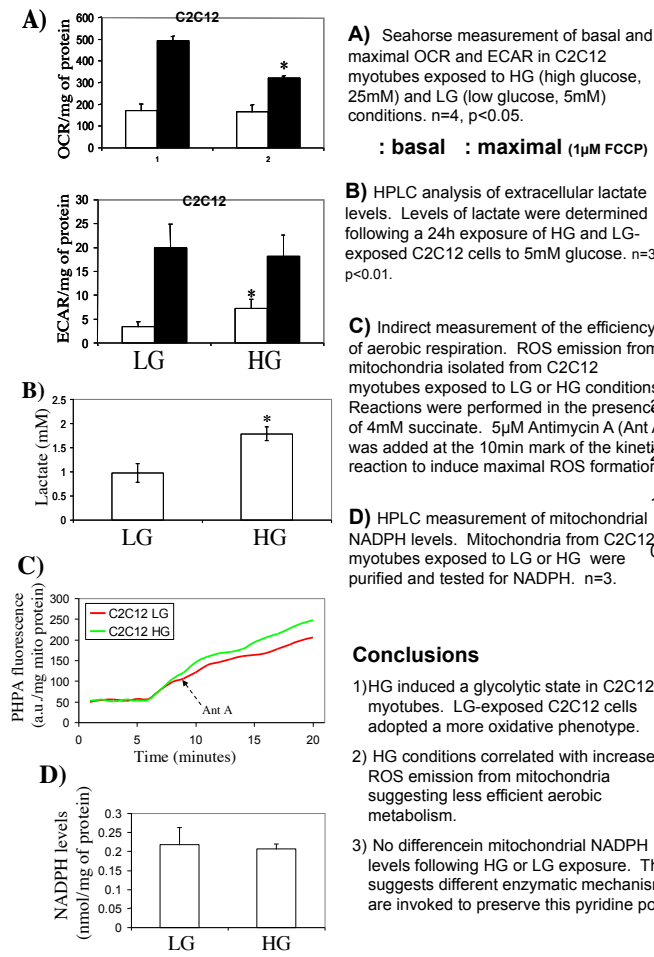 A)
C2C12
600
500
400
300
200
100
0
OCR/mg of protein
*
1
2
C2C12
30
25
20
15
10
5
0
ECAR/mg of protein
*
LG HG
B)
2.5
2
1.5
1
0.5
0
Lactate (mM)
*
LG HG
C)
300
250
200
150
100
50
0
PHPA fluorescence
(a.u./mg mito protein)
C2C12 LG
C2C12 HG
Ant A
0 5 10 15 20
Time (minutes)
D)
0.3
0.25
0.2
0.15
0.1
0.05
0
NADPH levels
(nmol/mg of protein)
LG HG
A) Seahorse measurement of basal and
maximal OCR and ECAR in C2C12
myotubes exposed to HG (high glucose,
25mM) and LG (low glucose, 5mM)
conditions. n=4, p<0.05.
: basal : maximal (1µM FCCP)
B) HPLC analysis of extracellular lactate
levels. Levels of lactate were determined
following a 24h exposure of HG and LG-
exposed C2C12 cells to 5mM glucose. n=3
p<0.01.
C) Indirect measurement of the efficiency
of aerobic respiration. ROS emission from
mitochondria isolated from C2C12
myotubes exposed to LG or HG conditions
Reactions were performed in the presence
of 4mM succinate. 5µM Antimycin A (Ant A
was added at the 10min mark of the kineti
reaction to induce maximal ROS formation
D) HPLC measurement of mitochondrial
NADPH levels. Mitochondria from C2C12
myotubes exposed to LG or HG were
purified and tested for NADPH. n=3.
Conclusions
1)HG induced a glycolytic state in C2C12
myotubes. LG-exposed C2C12 cells
adopted a more oxidative phenotype.
2) HG conditions correlated with increase
ROS emission from mitochondria
suggesting less efficient aerobic
metabolism.
3) No differencein mitochondrial NADPH
levels following HG or LG exposure. Th
suggests different enzymatic mechanism
are invoked to preserve this pyridine po